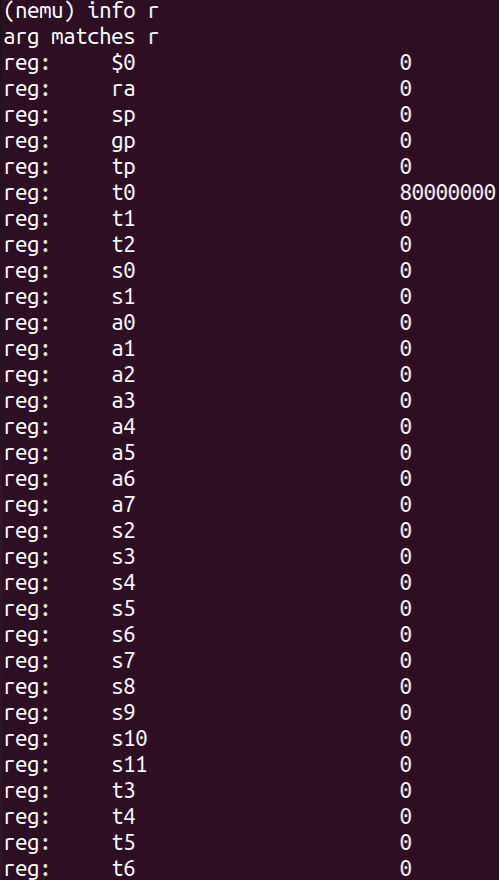 (nemu) info r
arg matches r
reg: $0 0
reg: ra 0
reg: sp 0
reg: gp 0
reg: tp 0
reg: t0 80000000
reg: t1 0
reg: t2 0
reg: s0 0
reg: s1 0
reg: a0 0
reg: a1 0
reg: a2 0
reg: a3 0
reg: a4 0
reg: a5 0
reg: a6 0
reg: a7 0
reg: s2 0
reg: s3 0
reg: s4 0
reg: s5 0
reg: s6 0
reg: s7 0
reg: s8 0
reg: s9 0
reg: s10 0
reg: s11 0
reg: t3 0
reg: t4 0
reg: t5 0
reg: t6 0